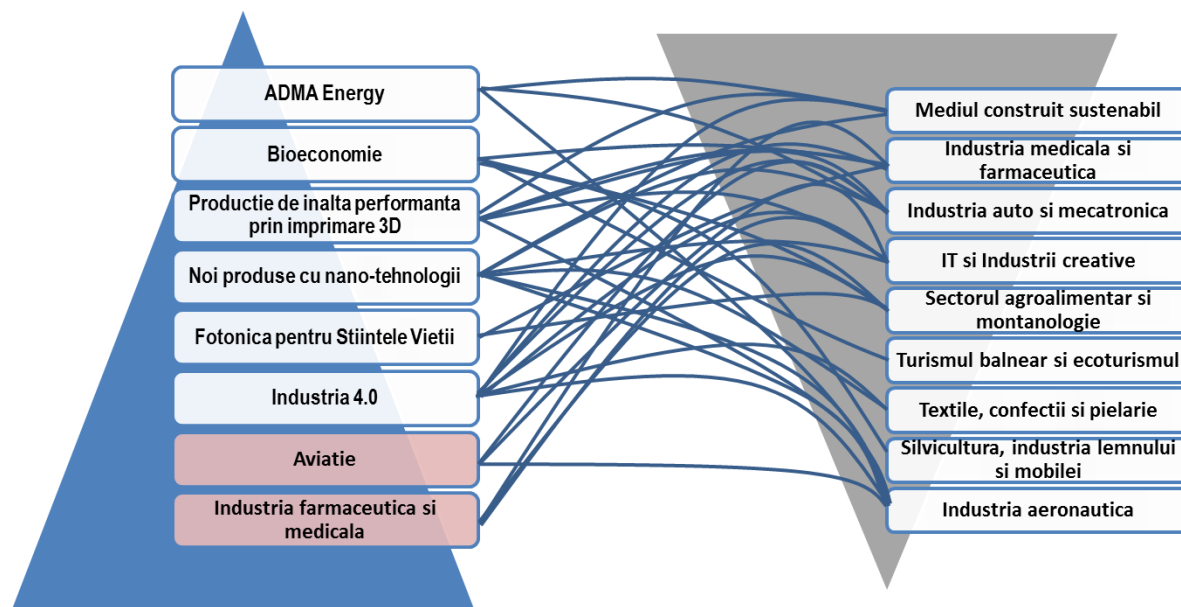 ADMA Energy
Bioeconomie
Productie de inalta performanta
prin imprimare 3D
Noi produse cu nano-tehnologii
Fotonica pentru Stiintele Vietii
Industria 4.0
Aviatie
Industria farmaceutica si
medicala
Mediul construit sustenabil
Industria medicala si
farmaceutica
Industria auto si mecatronica
IT si Industrii creative
Sectorul agroalimentar si
montanologie
Turismul balnear si ecoturismul
Textile, confectii si pielarie
Silvicultura, industria lemnului
si mobilei
Industria aeronautica